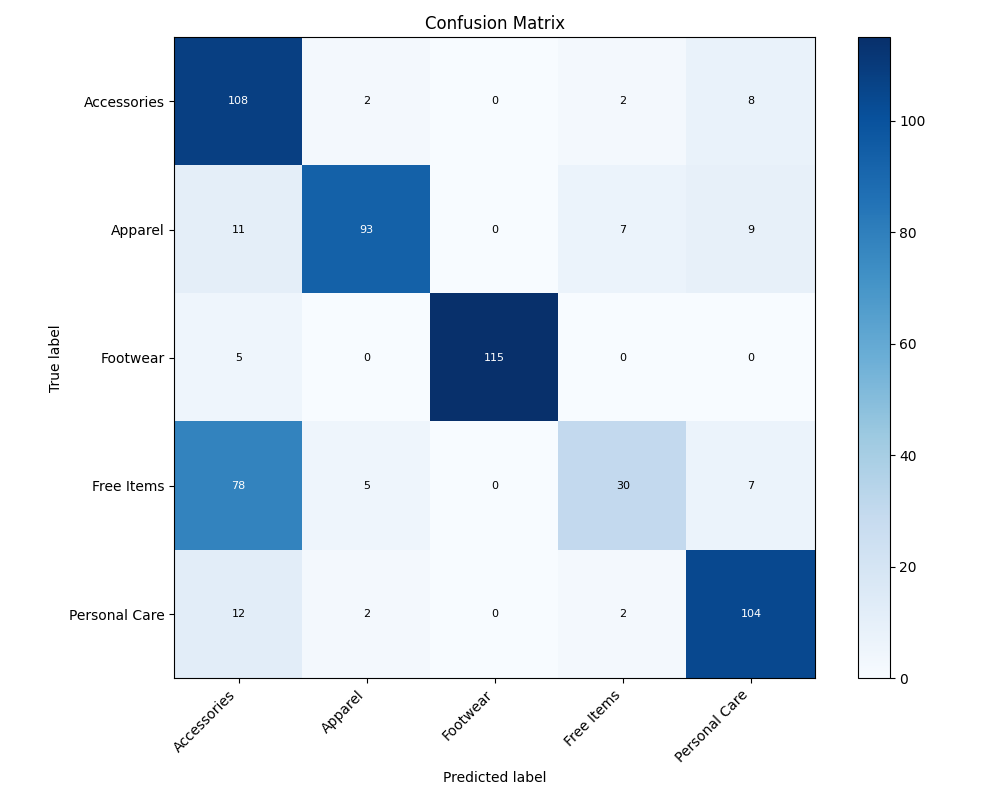 Confusion Matrix
True label
Accessories 108 2 0 2 8
Apparel 11 93 0 7 9
Footwear 5 0 115 0 0
Free Items 78 5 0 30 7
Personal Care 12 2 0 2 104
Accessories Apparel Footwear Free Items Personal Care
Predicted label
100
80
60
40
20
0